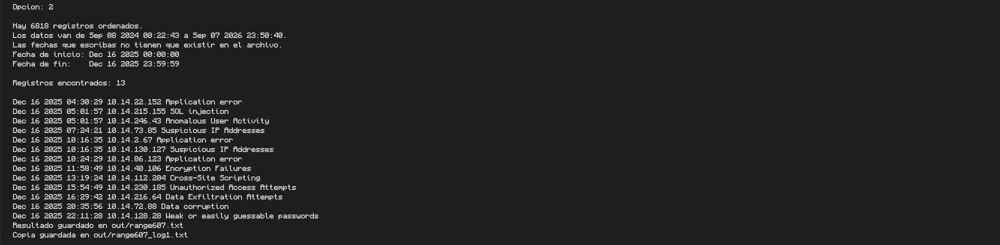 Opcion: 2
Hay 6818 registros ordenados.
Los datos van de Sep 08 2024 00:22:43 a Sep 07 2026 23:50:40.
Las fechas que escribas no tienen que existir en el archivo.
Fecha de inicio: Dec 16 2025 00:00:00
Fecha de fin:    Dec 16 2025 23:59:59
Registros encontrados: 13
Dec 16 2025 04:30:29 10.14.22.152 Application error
Dec 16 2025 05:01:57 10.14.215.155 SQL injection
Dec 16 2025 05:01:57 10.14.246.43 Anomalous User Activity
Dec 16 2025 07:24:21 10.14.73.85 Suspicious IP Addresses
Dec 16 2025 10:16:35 10.14.2.67 Application error
Dec 16 2025 10:16:35 10.14.130.127 Suspicious IP Addresses
Dec 16 2025 10:24:29 10.14.86.123 Application error
Dec 16 2025 11:58:49 10.14.40.106 Encryption Failures
Dec 16 2025 13:19:24 10.14.112.204 Cross-Site Scripting
Dec 16 2025 15:54:49 10.14.230.185 Unauthorized Access Attempts
Dec 16 2025 16:29:42 10.14.216.64 Data Exfiltration Attempts
Dec 16 2025 20:35:56 10.14.72.88 Data corruption
Dec 16 2025 22:11:28 10.14.128.28 Weak or easily guessable passwords
Resultado guardado en out/range607.txt
Copia guardada en out/range607_log1.txt